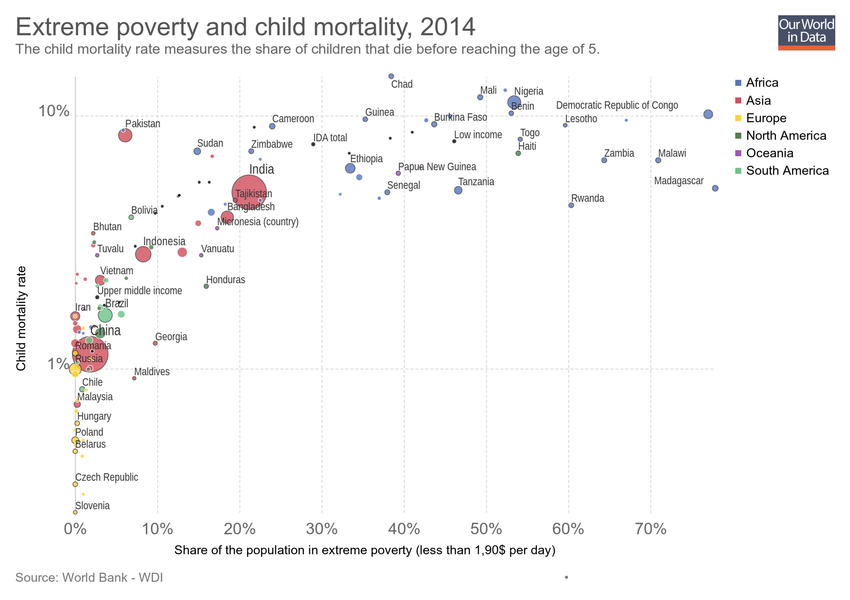 Extreme poverty and child mortality, 2014
The child mortality rate measures the share of children that die before reaching the age of 5.
Our World
in Data
Africa
Asia
Europe
North America
Oceania
South America
Child mortality rate
10%
1%
Chad
Mali
Nigeria
Benin
Democratic Republic of Congo
Guinea
Burkina Faso
Lesotho
Cameroon
Pakistan
IDA total
Low income
Togo
Sudan
Zimbabwe
Haiti
Ethiopia
Zambia
Malawi
India
Papua New Guinea
Senegal
Tanzania
Madagascar
Tajikistan
Rwanda
Bangladesh
Bolivia
Micronesia (country)
Bhutan
Indonesia
Tuvalu
Vanuatu
Vietnam
Honduras
Upper middle income
Iran
Brazil
China
Georgia
Romania
Russia
Maldives
Chile
Malaysia
Hungary
Poland
Belarus
Czech Republic
Slovenia
0%
10%
20%
30%
40%
50%
60%
70%
Share of the population in extreme poverty (less than 1,90$ per day)
Source: World Bank - WDI